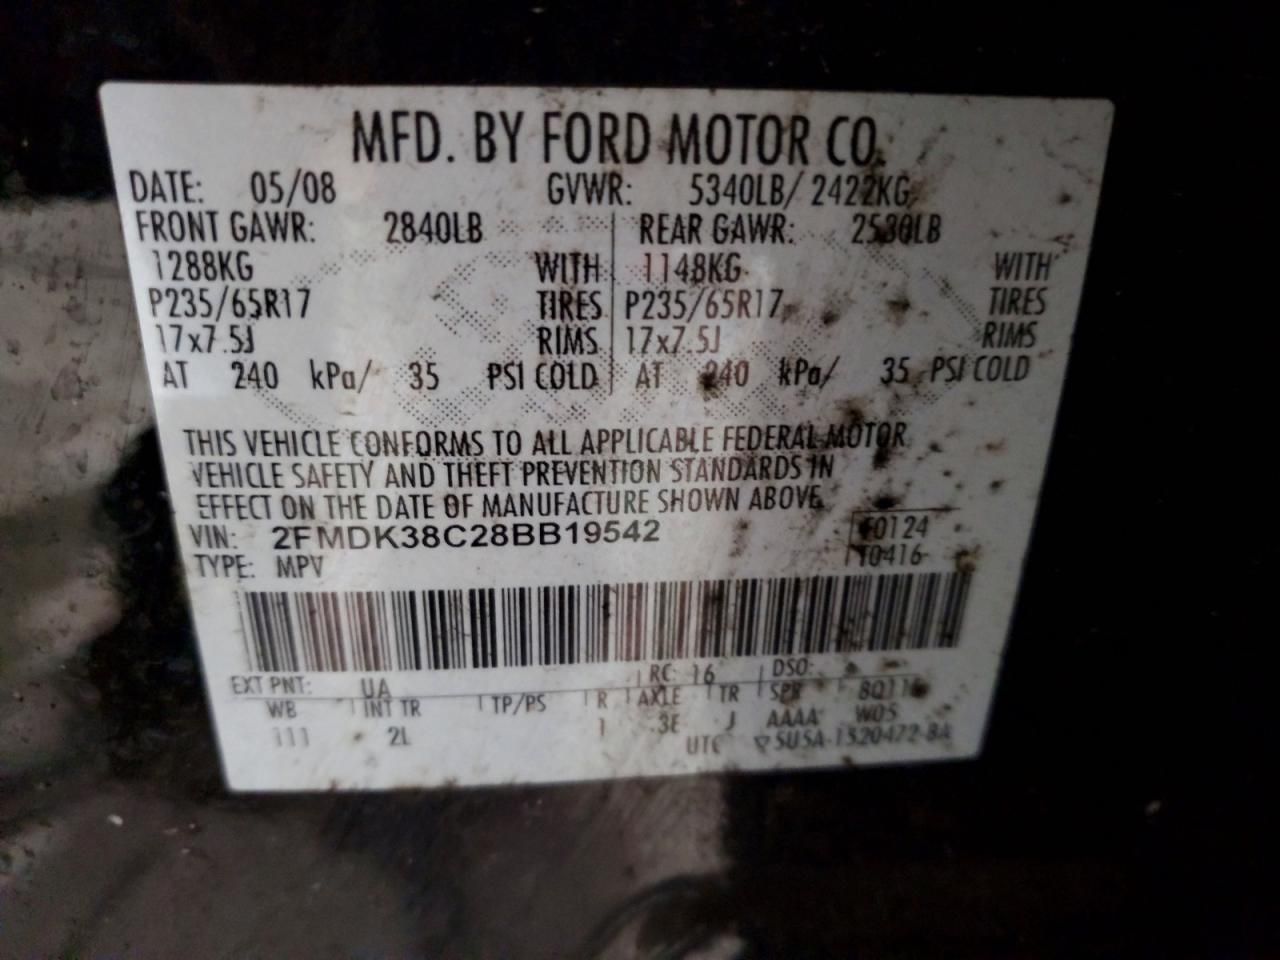 MFD. BY FORD MOTOR CO.
DATE: 05/08 GVWR: 5340LB/ 2422KG
FRONT GAWR: 2840LB REAR GAWR: 2530LB
1288KG WITH 1148KG WITH
P235/65R17 TIRES P235/65R17 TIRES
17x7.5J RIMS 17x7.5J RIMS
AT 240 kPa/ 35 PSI COLD AT 240 kPa/ 35 PSI COLD
THIS VEHICLE CONFORMS TO ALL APPLICABLE FEDERAL MOTOR
VEHICLE SAFETY AND THEFT PREVENTION STANDARDS IN
EFFECT ON THE DATE OF MANUFACTURE SHOWN ABOVE.
VIN: 2FMDK38C28BB19542
F0124
TYPE: MPV
T0416
EXT PNT: UA RC: 16 DSO:
WB INT TR TP/PS R AXLE TR SPR
111 2L 1 3E J AAAA W05
UTC